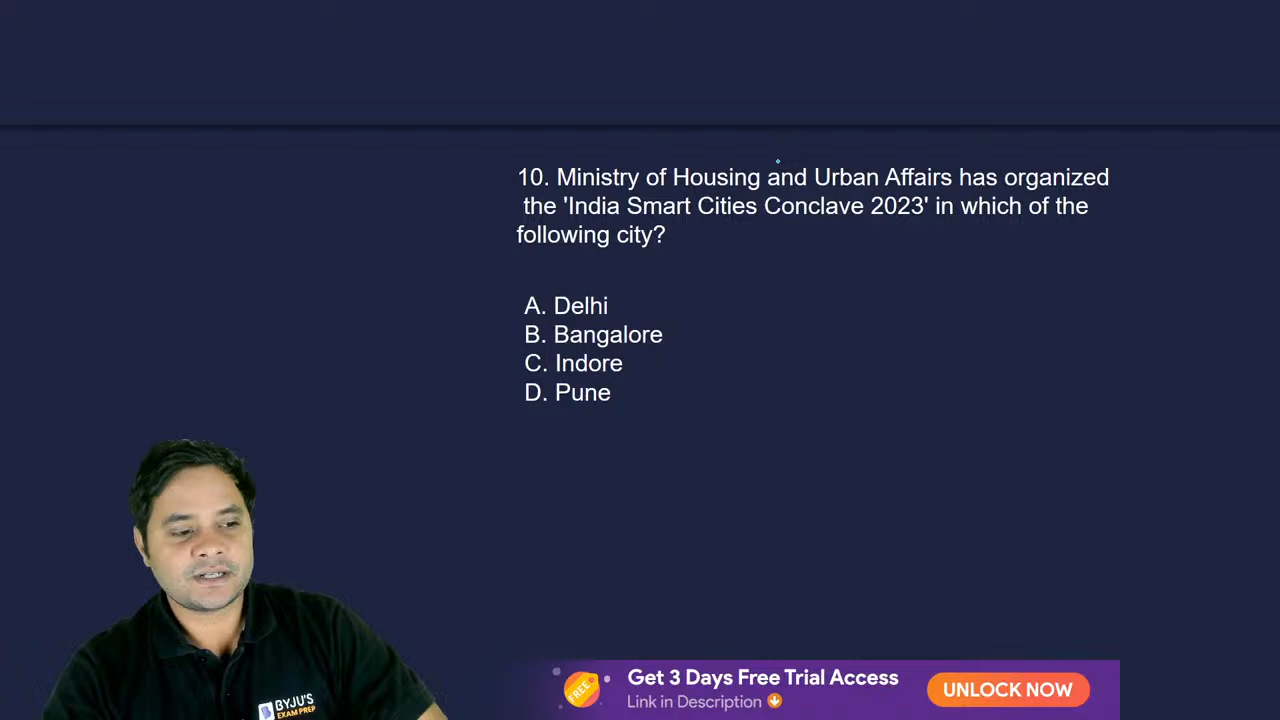 10. Ministry of Housing and Urban Affairs has organized
the 'India Smart Cities Conclave 2023' in which of the
following city?
A. Delhi
B. Bangalore
C. Indore
D. Pune
BYJU'S
EXAM PREP
FREE
Get 3 Days Free Trial Access
Link in Description
UNLOCK NOW